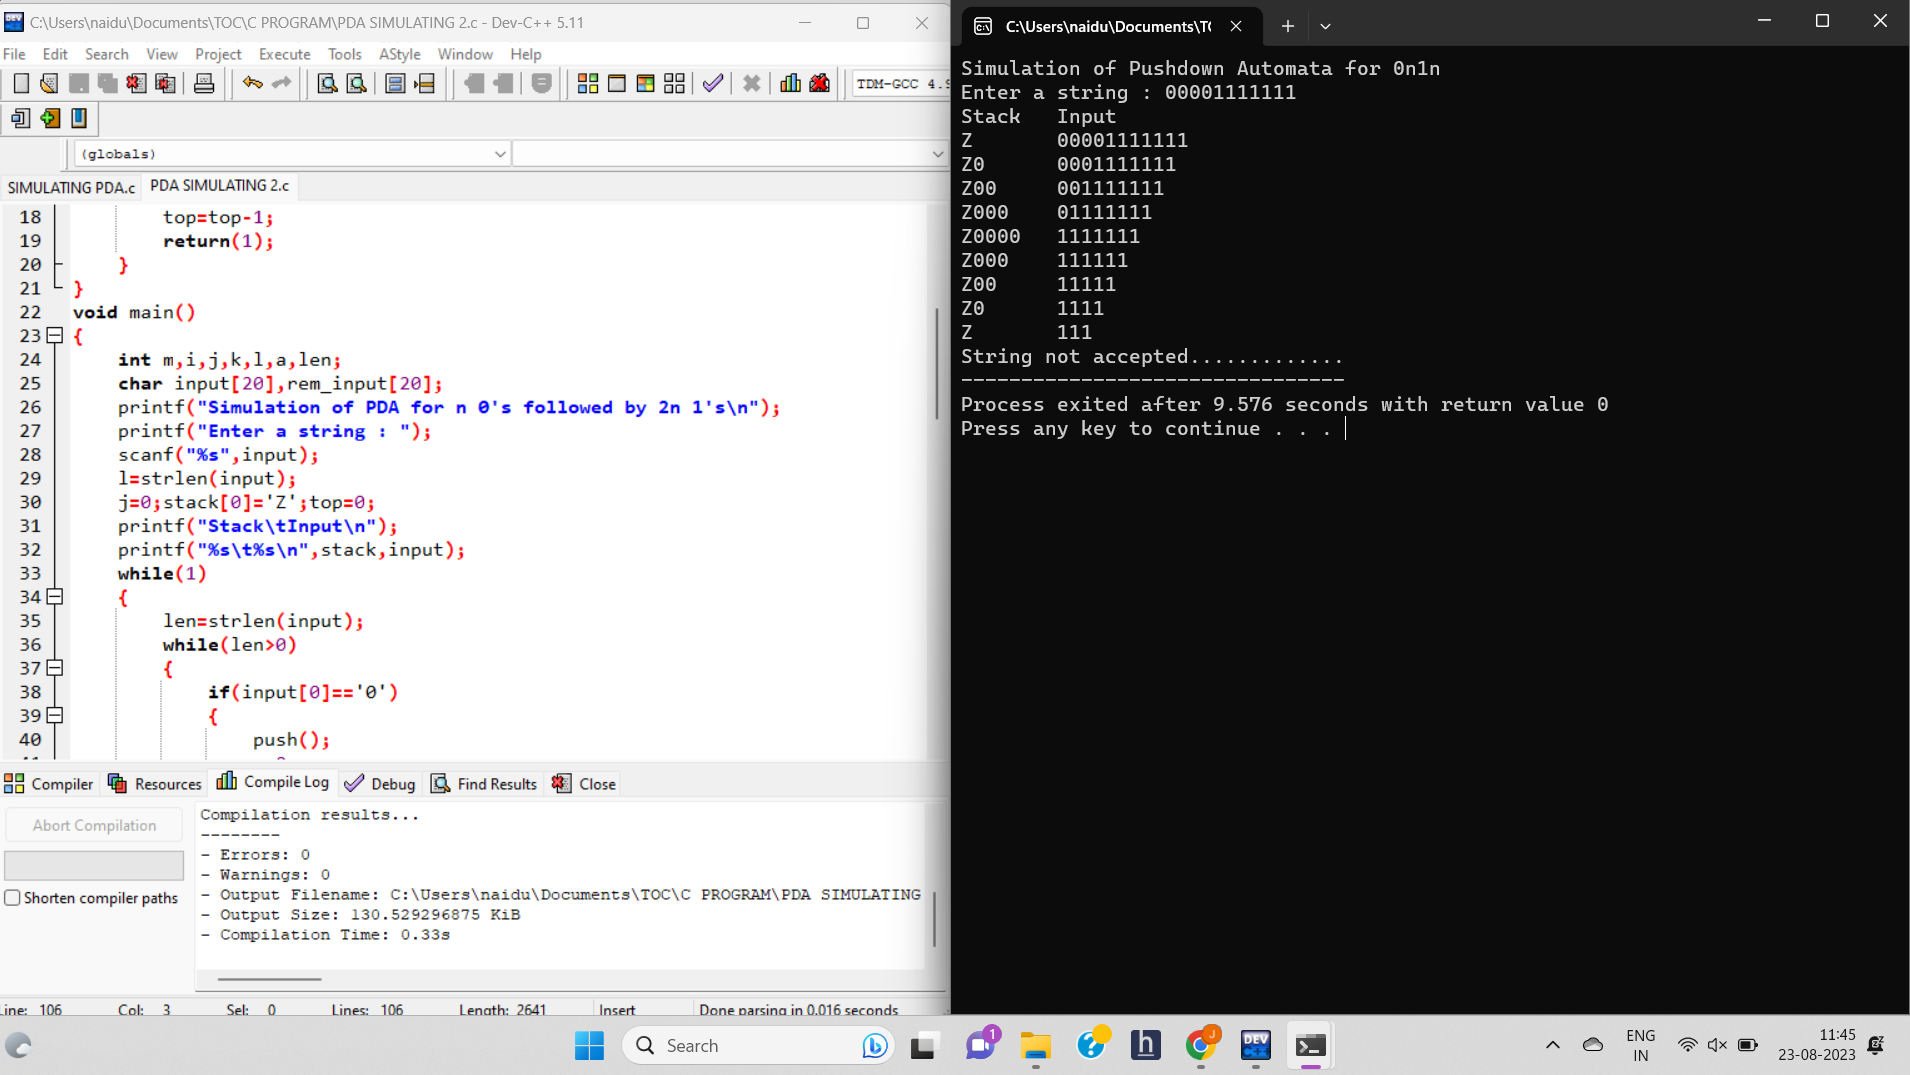 C:\Users\naidu\Documents\TOC\C PROGRAM\PDA SIMULATING 2.c - Dev-C++ 5.11
File Edit Search View Project Execute Tools AStyle Window Help
TDM-GCC 4.9
(globals)
SIMULATING PDA.c PDA SIMULATING 2.c
18 top=top-1;
19 return(1);
20 }
21 }
22 void main()
23 {
24 int m,i,j,k,l,a,len;
25 char input[20],rem_input[20];
26 printf("Simulation of PDA for n 0's followed by 2n 1's\n");
27 printf("Enter a string : ");
28 scanf("%s",input);
29 l=strlen(input);
30 j=0;stack[0]='Z';top=0;
31 printf("Stack\tInput\n");
32 printf("%s\t%s\n",stack,input);
33 while(1)
34 {
35 len=strlen(input);
36 while(len>0)
37 {
38 if(input[0]=='0')
39 {
40 push();
Compiler Resources Compile Log Debug Find Results Close
Abort Compilation
Shorten compiler paths
Compilation results...
--------
- Errors: 0
- Warnings: 0
- Output Filename: C:\Users\naidu\Documents\TOC\C PROGRAM\PDA SIMULATING
- Output Size: 130.529296875 KiB
- Compilation Time: 0.33s
Line: 106 Col: 3 Sel: 0 Lines: 106 Length: 2641 Insert Done parsing in 0.016 seconds
C:\Users\naidu\Documents\TO
Simulation of Pushdown Automata for 0n1n
Enter a string : 00001111111
Stack Input
Z 00001111111
Z0 0001111111
Z00 001111111
Z000 01111111
Z0000 1111111
Z000 111111
Z00 11111
Z0 1111
Z 111
String not accepted.............
--------------------------------
Process exited after 9.576 seconds with return value 0
Press any key to continue . . .
Search
1
h
J
DEV
C++
ENG
IN
11:45
23-08-2023